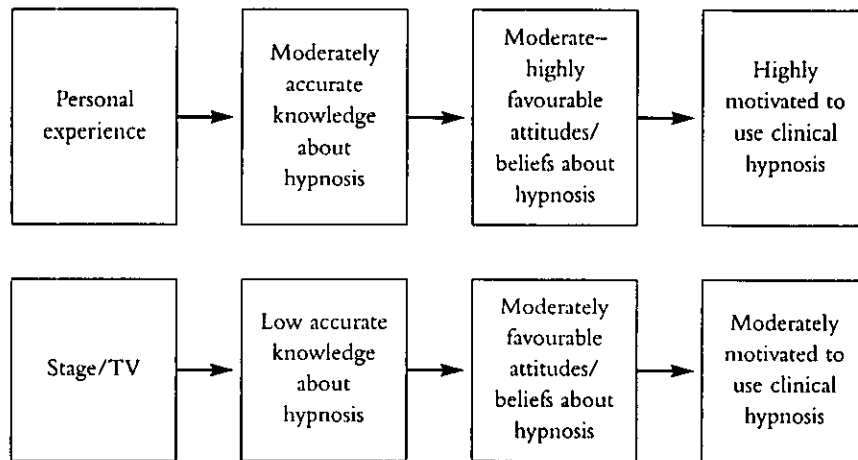 Personal
experience
Moderately
accurate
knowledge
about
hypnosis
Moderate–
highly
favourable
attitudes/
beliefs about
hypnosis
Highly
motivated to
use clinical
hypnosis
Stage/TV
Low accurate
knowledge
about
hypnosis
Moderately
favourable
attitudes/
beliefs about
hypnosis
Moderately
motivated to
use clinical
hypnosis